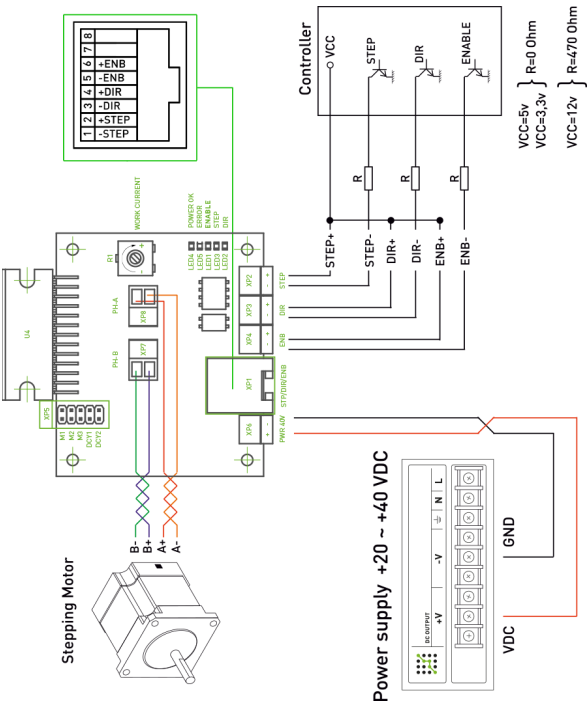 8
7
6 +ENB
5 -ENB
4 +DIR
3 -DIR
2 +STEP
1 -STEP
Controller
VCC
STEP
DIR
ENABLE
R
R
R
VCC=5v
VCC=3,3v
R=0 Ohm
VCC=12v
R=470 Ohm
STEP+
STEP-
DIR+
DIR-
ENB+
ENB-
WORK CURRENT
R1
- +
POWER OK
ERROR
ENABLE
STEP
DIR
LED4
LED5
LED1
LED3
LED2
U4
PH-A
XP8
PH-B
XP7
XP5
M1
M2
M3
DCY1
DCY2
XP2
- +
STEP
XP3
- +
DIR
XP4
- +
ENB
XP1
STP/DIR/ENB
XP6
+ -
PWR 40V
B-
B+
A+
A-
Stepping Motor
Power supply +20 ~ +40 VDC
DC OUTPUT
+V
-V
N
L
VDC
GND